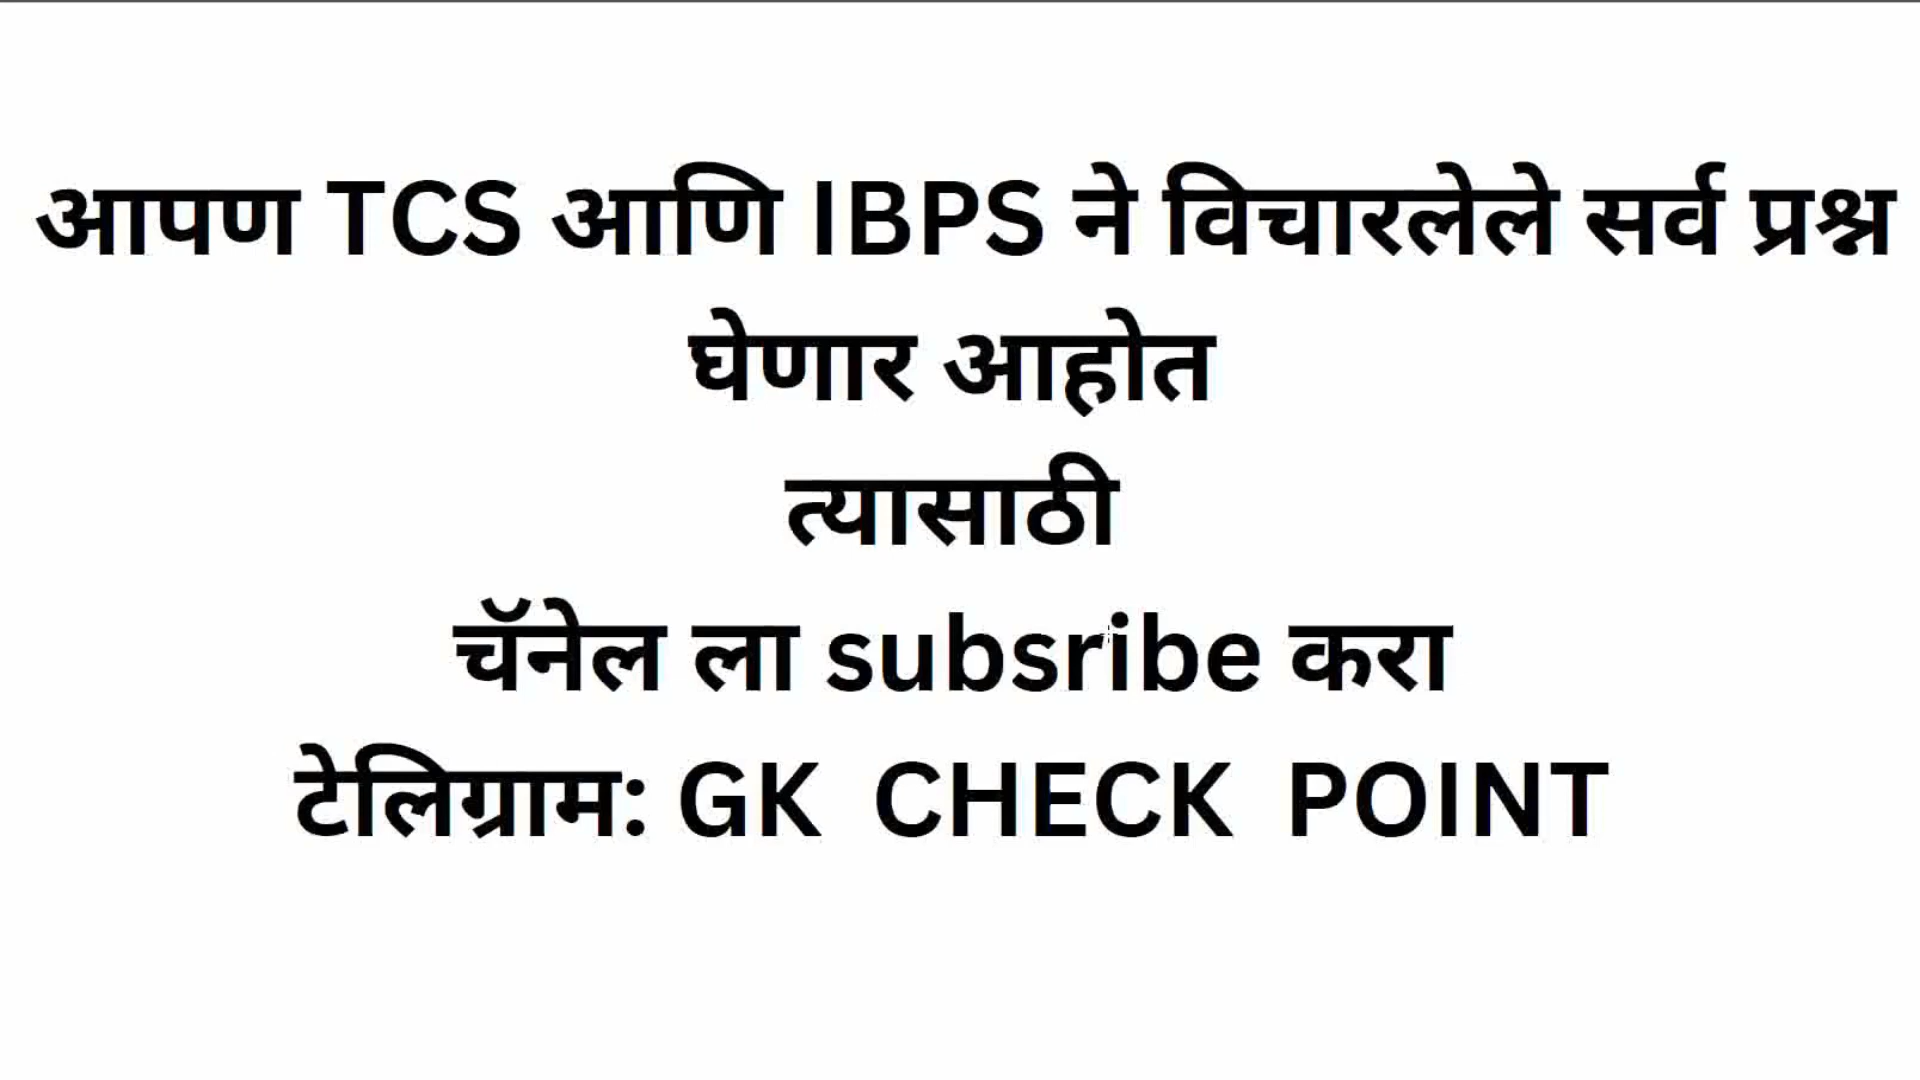 आपण TCS आणि IBPS ने विचारलेले सर्व प्रश्न
घेणार आहोत
त्यासाठी
चॅनेल ला subsribe करा
टेलिग्राम: GK CHECK POINT